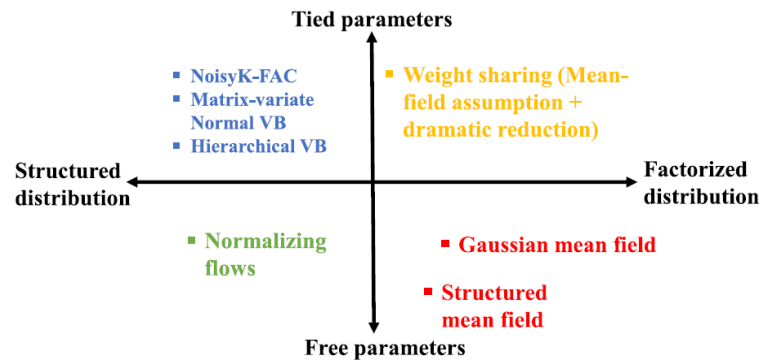 Tied parameters
▪ NoisyK-FAC
▪ Matrix-variate
Normal VB
▪ Hierarchical VB
▪ Weight sharing (Mean-
field assumption +
dramatic reduction)
Structured
distribution
Factorized
distribution
▪ Normalizing
flows
▪ Gaussian mean field
▪ Structured
mean field
Free parameters